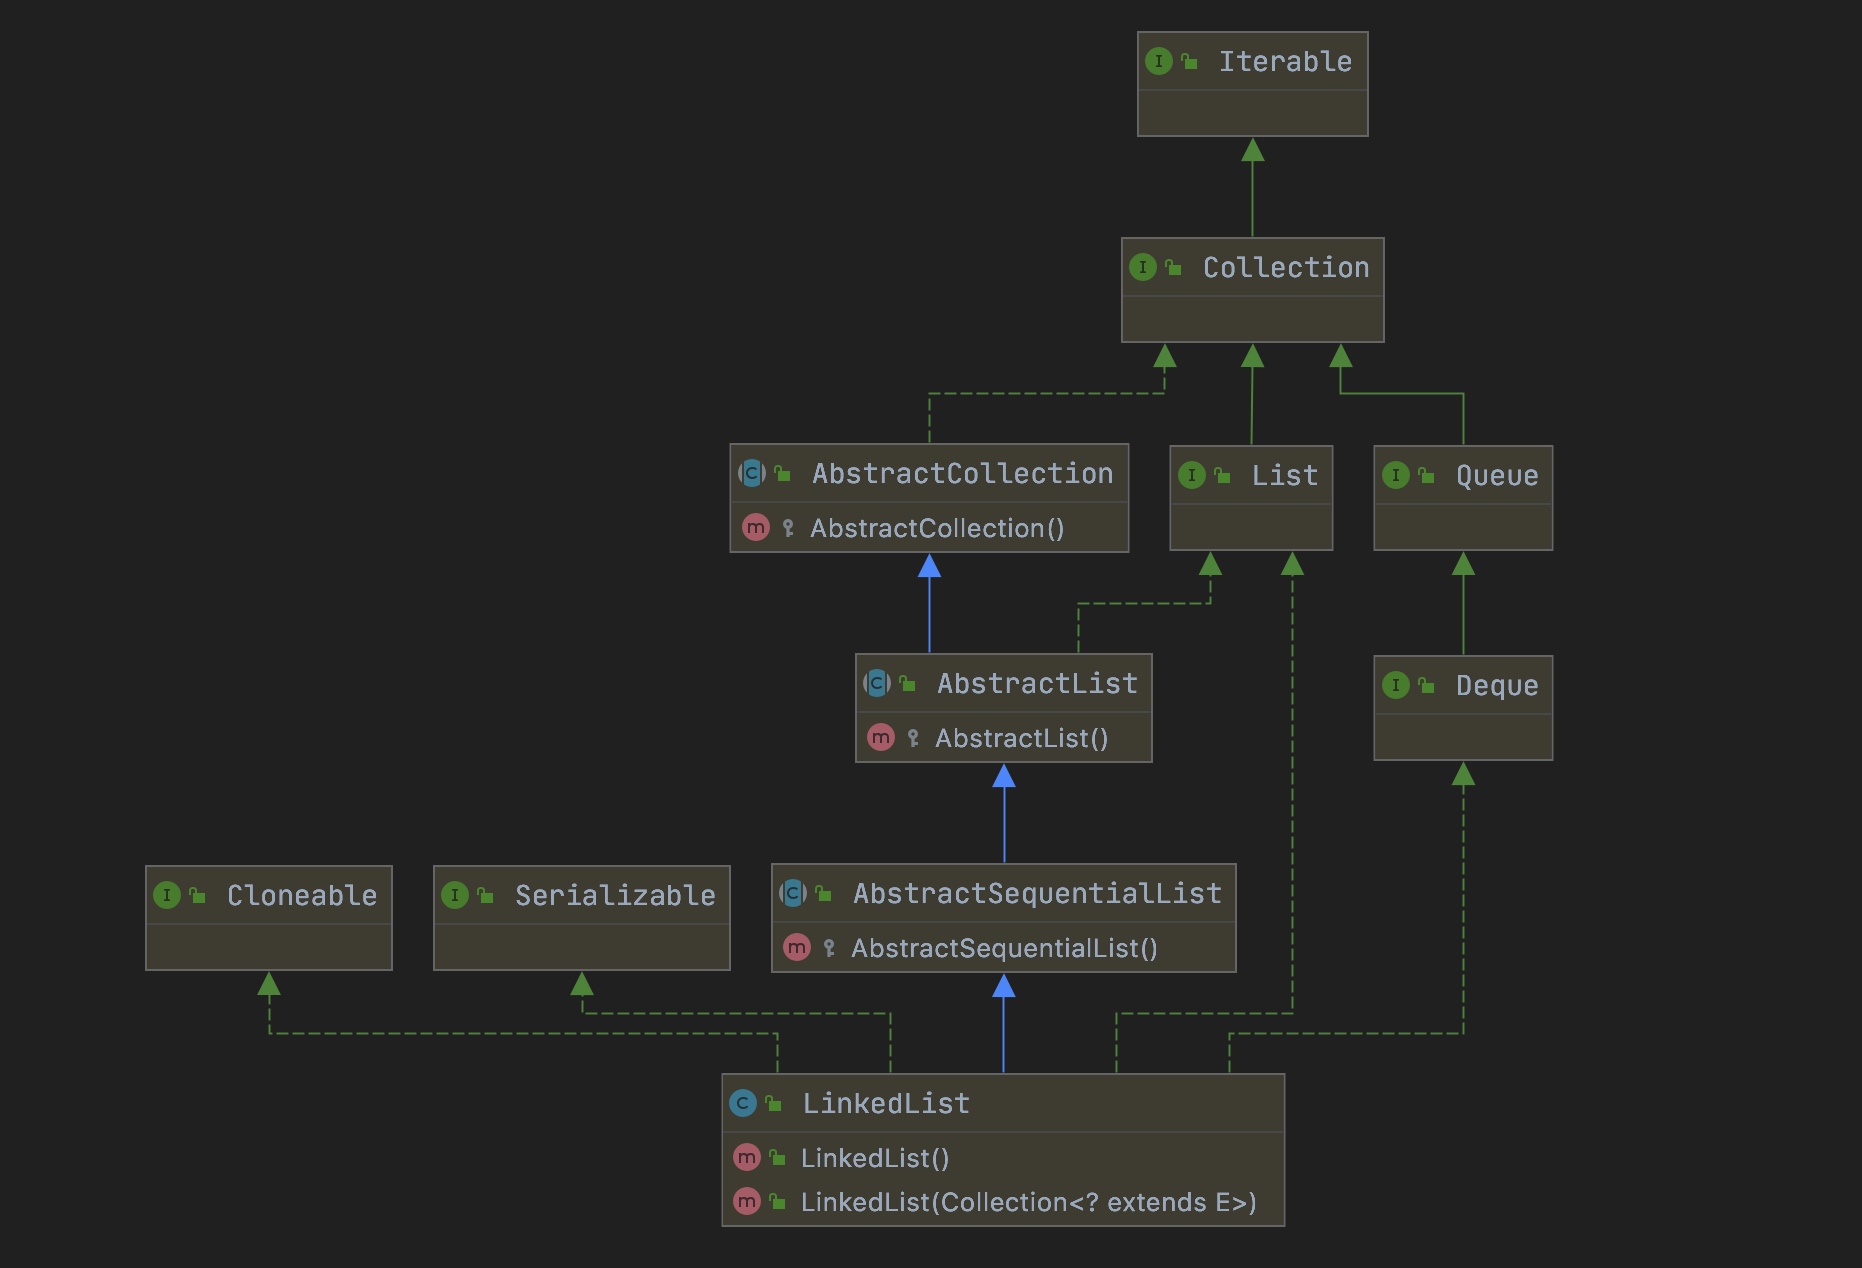 Iterable
Collection
AbstractCollection
AbstractCollection()
List
Queue
AbstractList
AbstractList()
Deque
Cloneable
Serializable
AbstractSequentialList
AbstractSequentialList()
LinkedList
LinkedList()
LinkedList(Collection<? extends E>)